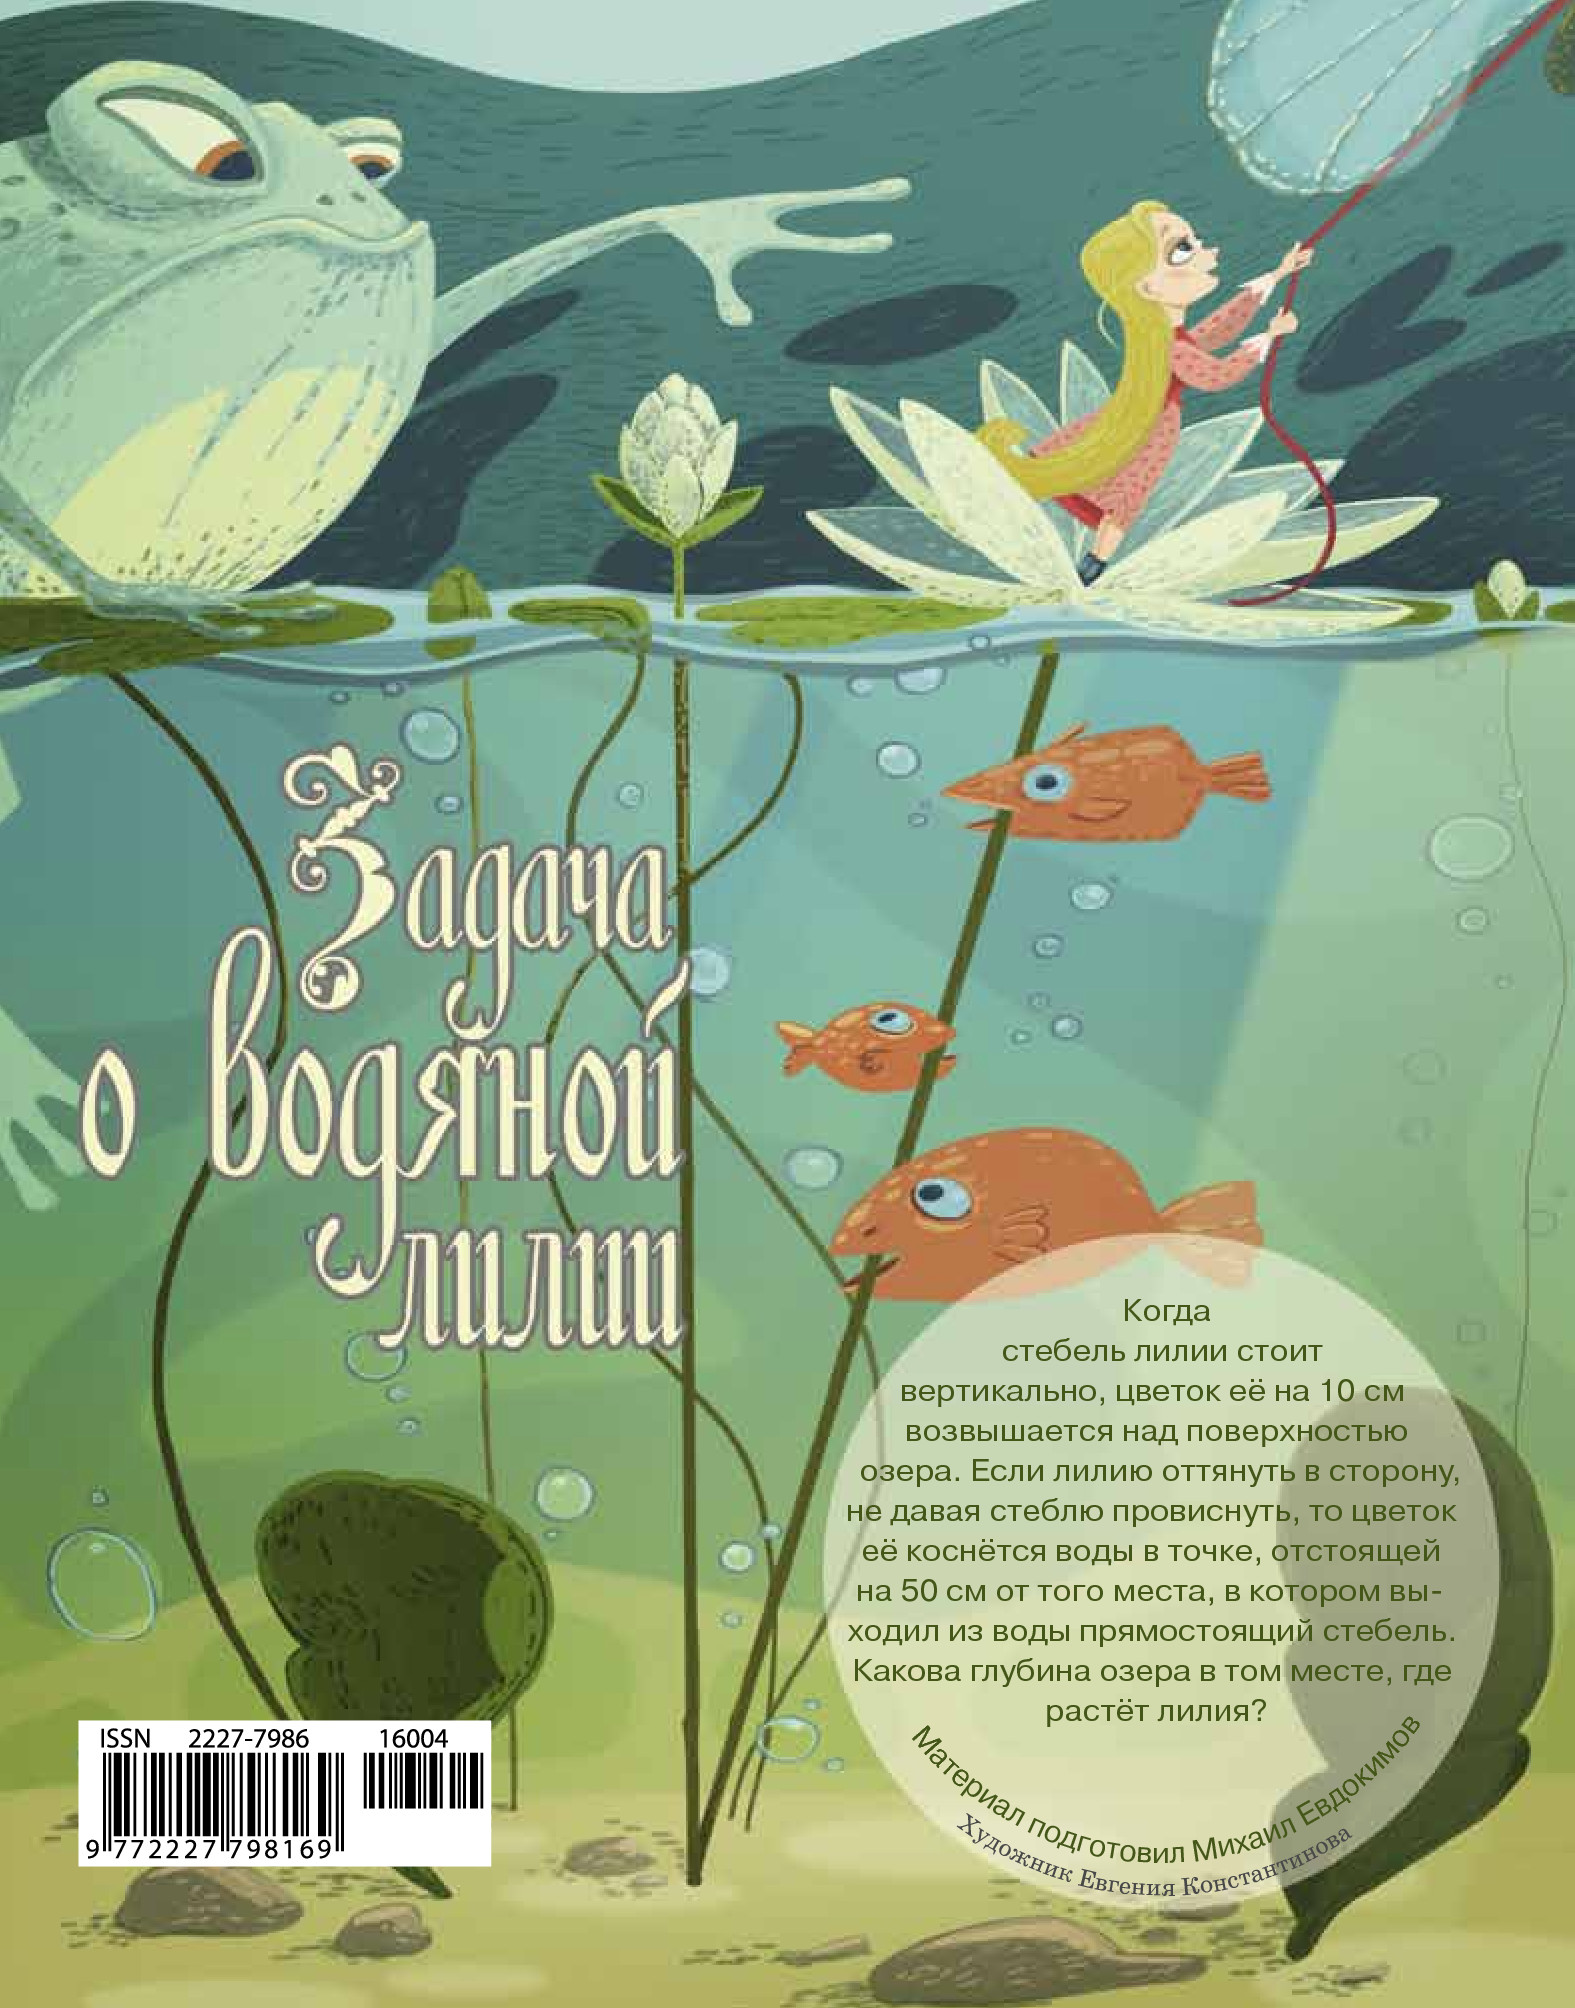 Задача
о водяной
лилии
Когда
стебель лилии стоит
вертикально, цветок её на 10 см
возвышается над поверхностью
озера. Если лилию оттянуть в сторону,
не давая стеблю провиснуть, то цветок
её коснётся воды в точке, отстоящей
на 50 см от того места, в котором вы-
ходил из воды прямостоящий стебель.
Какова глубина озера в том месте, где
растёт лилия?
Материал подготовил Михаил Евдокимов
Художник Евгения Константинова
ISSN 2227-7986 16004
9 772227 798169